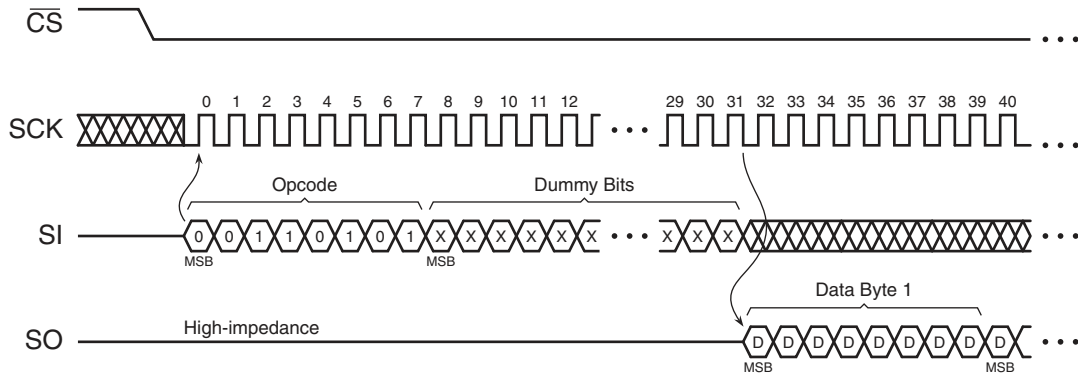 CS
0 1 2 3 4 5 6 7 8 9 10 11 12 29 30 31 32 33 34 35 36 37 38 39 40
SCK
Opcode Dummy Bits
SI 0 0 1 1 0 1 0 1 X X X X X X X X X
MSB MSB
Data Byte 1
High-impedance
SO D D D D D D D D D
MSB MSB